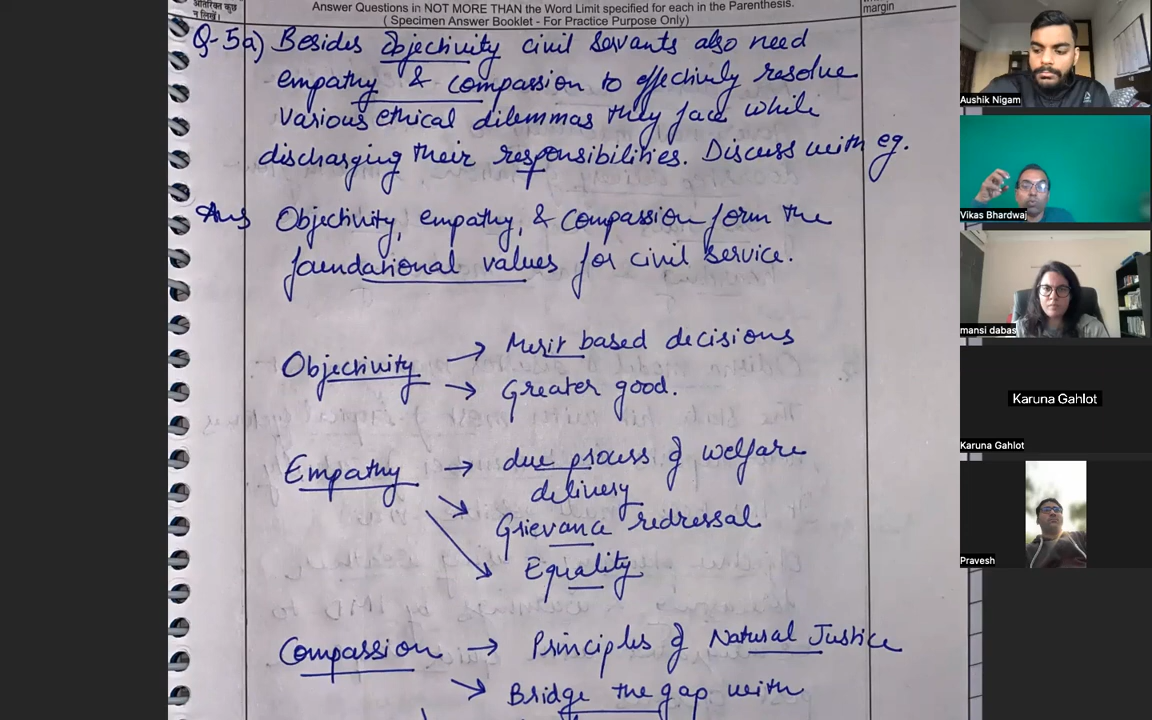 अतिरिक्त कुछ
न लिखें।
Answer Questions in NOT MORE THAN the Word Limit specified for each in the Parenthesis.
( Specimen Answer Booklet - For Practice Purpose Only)
margin
Q-5a) Besides objectivity civil servants also need
empathy & compassion to effectively resolve
various ethical dilemmas they face while
discharging their responsibilities. Discuss with eg.
Ans Objectivity, empathy, & compassion form the
foundational values for civil service.
Objectivity → Merit based decisions
→ Greater good.
Empathy → due process of welfare
delivery
Grievance redressal
Equality
Compassion → Principles of Natural Justice
Bridge the gap with
Aushik Nigam
Vikas Bhardwaj
mansi dabas
Karuna Gahlot
Karuna Gahlot
Pravesh